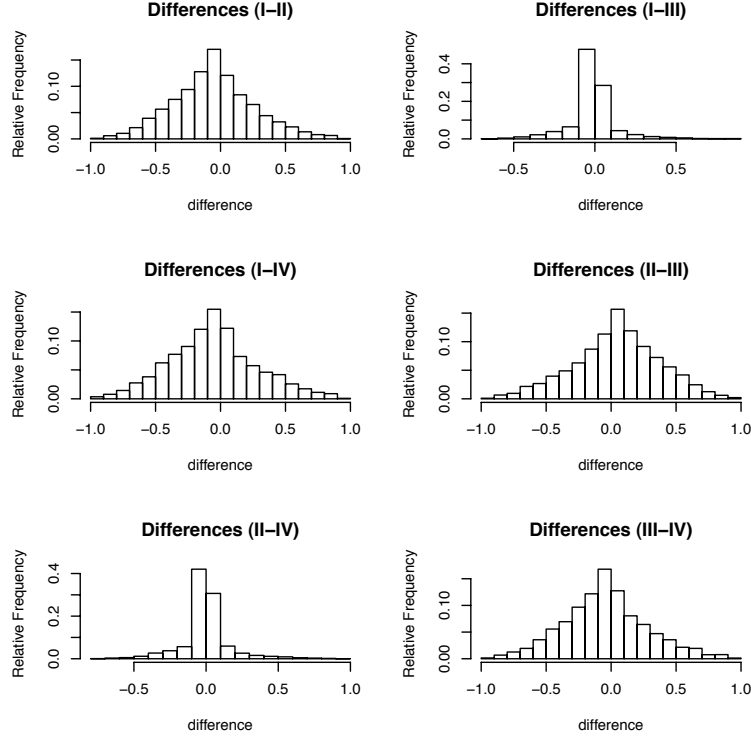 Differences (I–II)
Relative Frequency
0.00 0.10
−1.0 −0.5 0.0 0.5 1.0
difference
Differences (I–III)
Relative Frequency
0.0 0.2 0.4
−0.5 0.0 0.5
difference
Differences (I–IV)
Relative Frequency
0.00 0.10
−1.0 −0.5 0.0 0.5 1.0
difference
Differences (II–III)
Relative Frequency
0.00 0.10
−1.0 −0.5 0.0 0.5 1.0
difference
Differences (II–IV)
Relative Frequency
0.0 0.2 0.4
−0.5 0.0 0.5 1.0
difference
Differences (III–IV)
Relative Frequency
0.00 0.10
−1.0 −0.5 0.0 0.5 1.0
difference